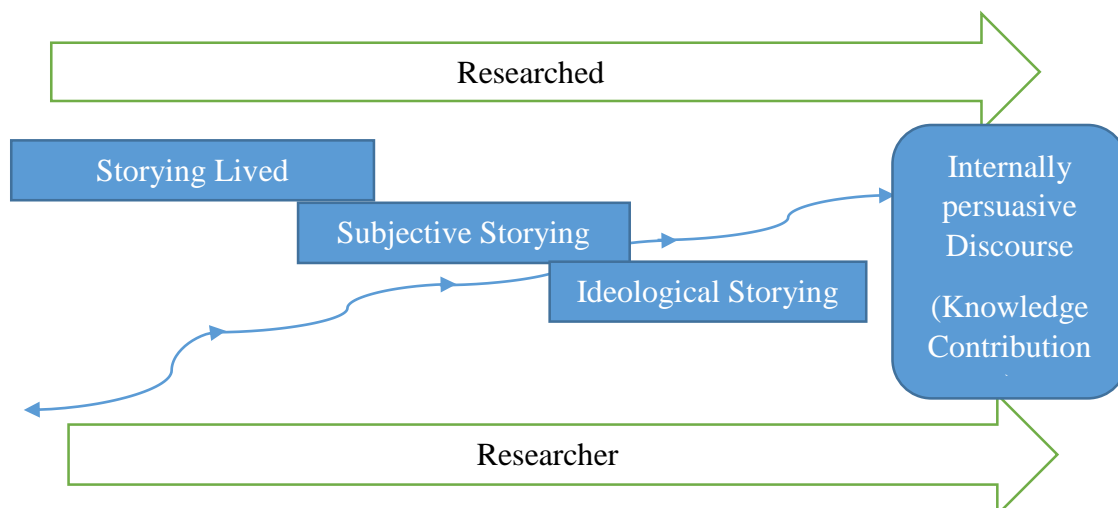 Researched
Storying Lived
Subjective Storying
Ideological Storying
Internally
persuasive
Discourse
(Knowledge
Contribution
Researcher